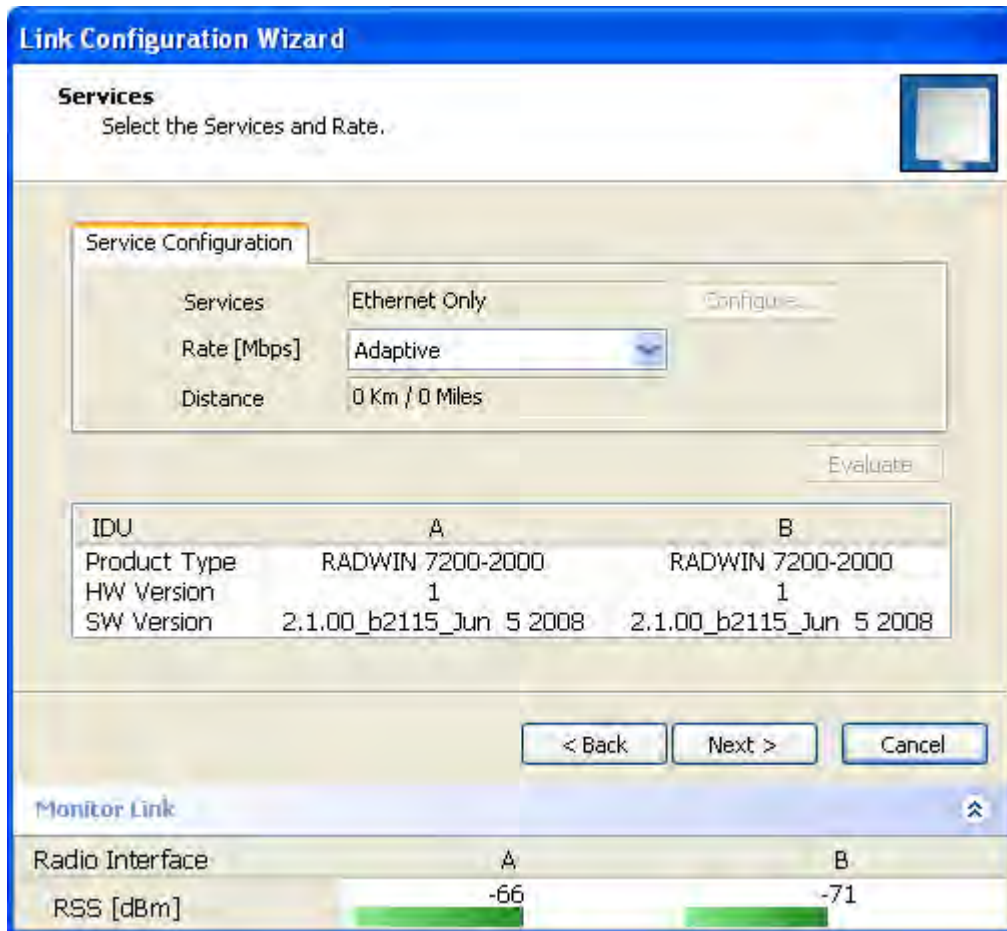 Link Configuration Wizard
Services
Select the Services and Rate.
Service Configuration
Services Ethernet Only Configure...
Rate [Mbps] Adaptive
Distance 0 Km / 0 Miles
Evaluate
IDU A B
Product Type RADWIN 7200-2000 RADWIN 7200-2000
HW Version 1 1
SW Version 2.1.00_b2115_Jun 5 2008 2.1.00_b2115_Jun 5 2008
< Back Next > Cancel
Monitor Link
Radio Interface A B
RSS [dBm] -66 -71